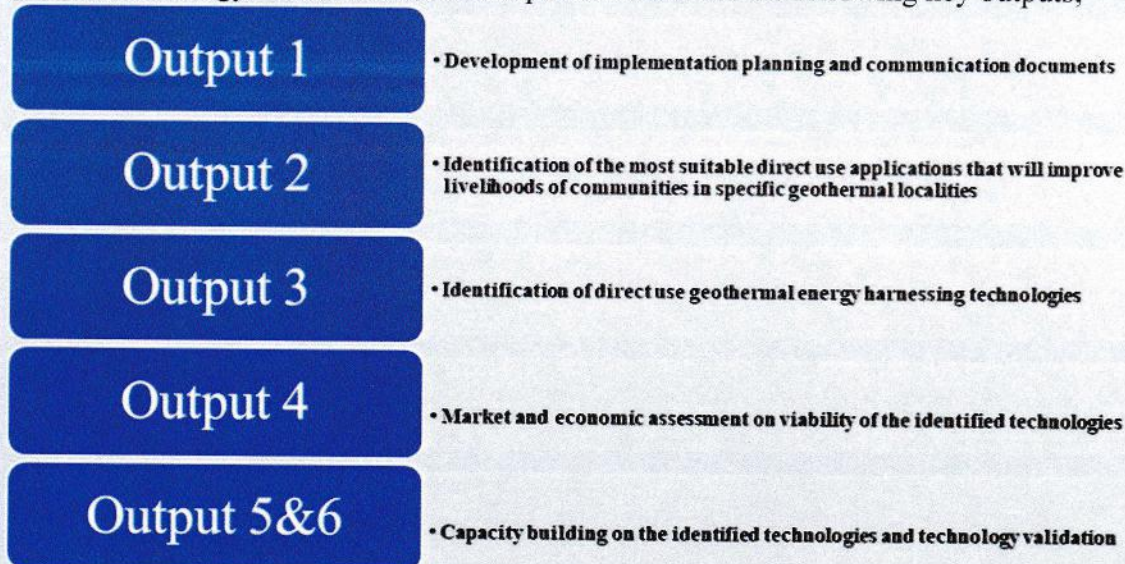 owing key outputs,
Output 1
• Development of implementation planning and communication documents
Output 2
• Identification of the most suitable direct use applications that will improve
livelihoods of communities in specific geothermal localities
Output 3
• Identification of direct use geothermal energy harnessing technologies
Output 4
• Market and economic assessment on viability of the identified technologies
Output 5&6
• Capacity building on the identified technologies and technology validation